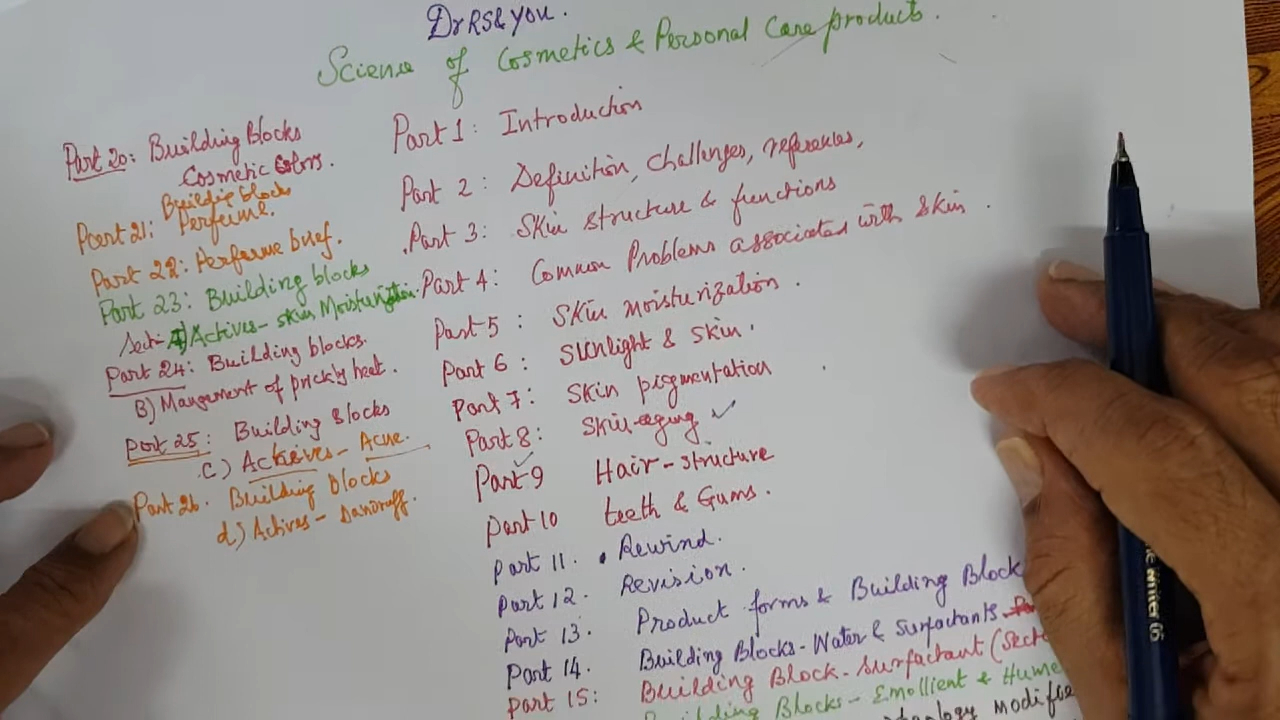 Dr RS & YOU.
Science of Cosmetics & Personal Care products.
Part 20: Building Blocks
Cosmetic Colors.
Part 21: Building blocks
Perfume.
Part 22: Perfume brief.
Part 23: Building blocks
Actives - Skin Moisturization.
Part 24: Building blocks.
B) Mangement of prickly heat.
Part 25: Building Blocks
C) Actives - Acne.
Part 26. Building blocks
d) Actives - Dandruff.
Part 1: Introduction
Part 2: Definition, challenges, references,
Part 3: Skin structure & functions
Part 4: Common Problems associated with skin.
Part 5: Skin moisturization.
Part 6: Sunlight & Skin.
Part 7: Skin pigmentation
Part 8: Skin-aging
Part 9 Hair-structure
Part 10 teeth & Gums.
Part 11. Rewind.
Part 12. Revision.
Part 13. Product forms & Building Block
Part 14. Building Blocks - Water & Surfactants
Part 15: Building Block - Surfactant (Sect
Building Blocks - Emollient & Hume
modifie